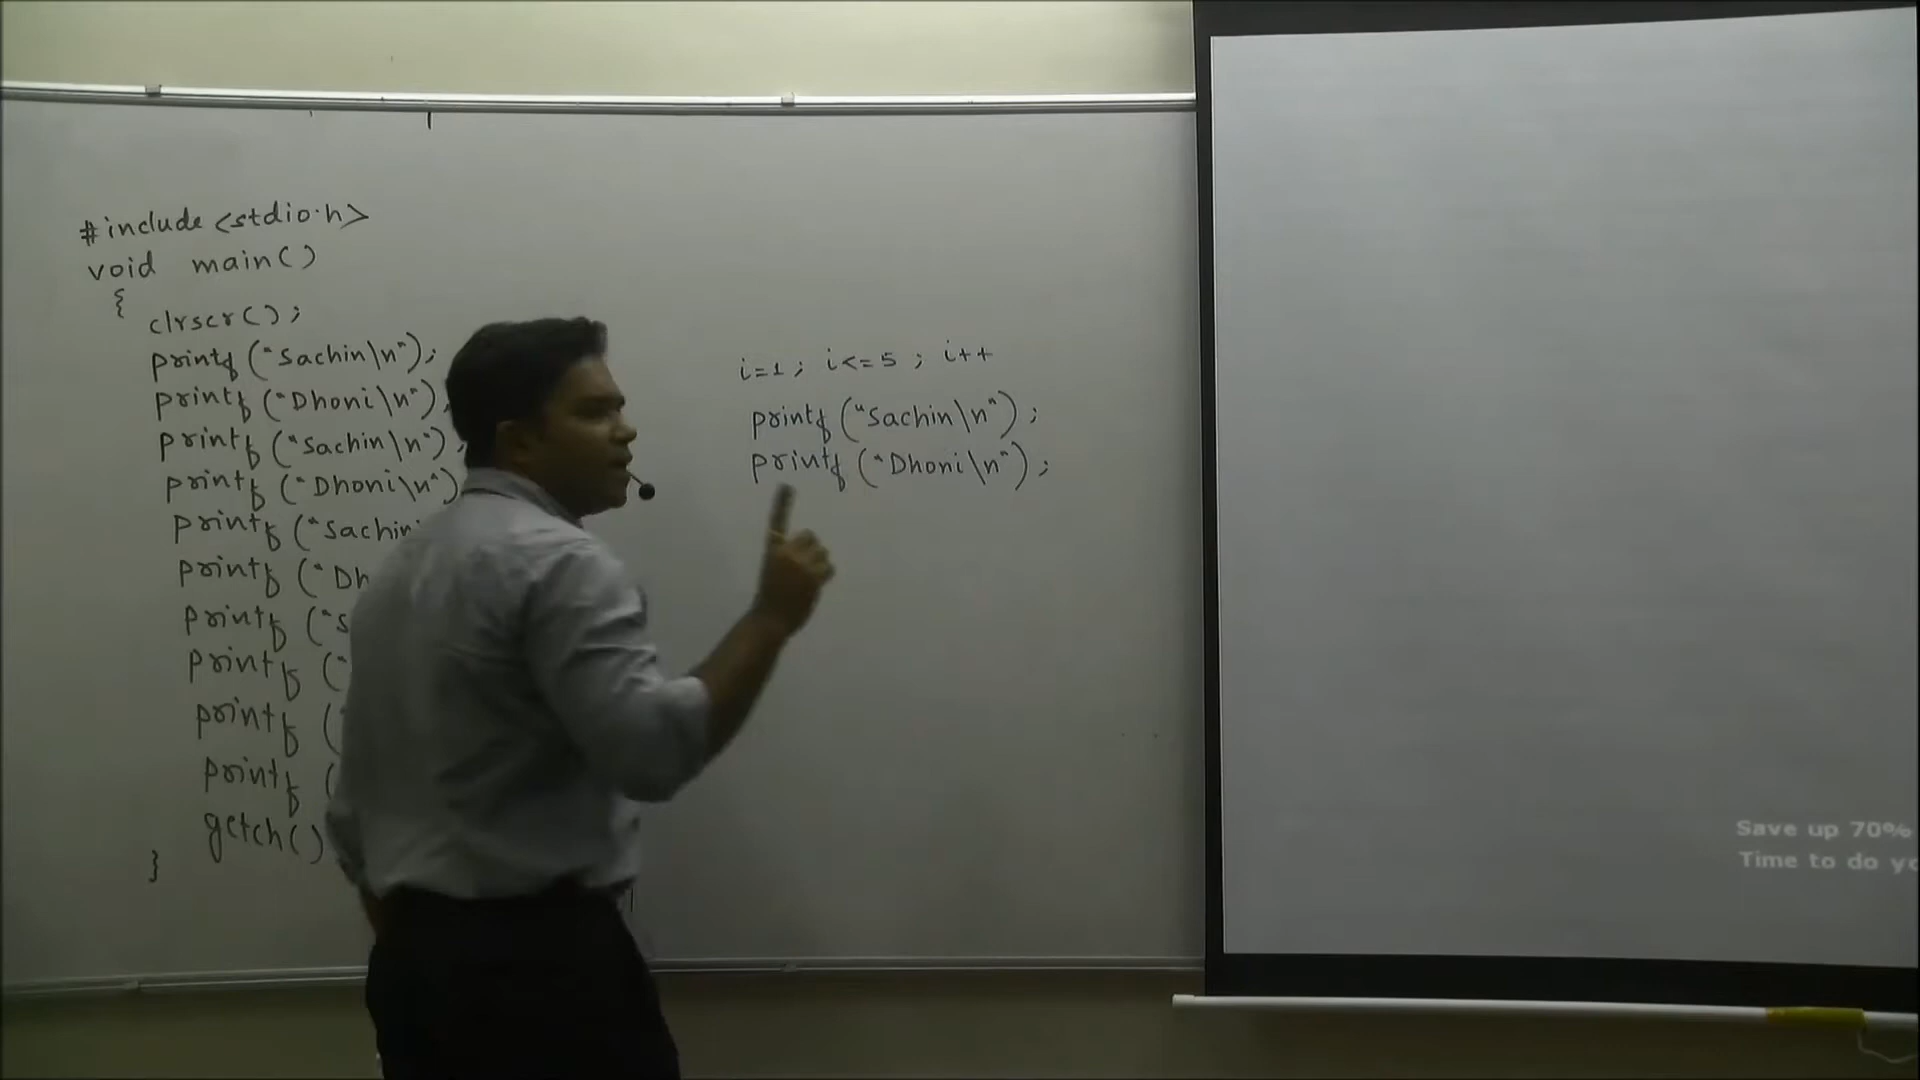 #include <stdio.h>
void main()
{
clrscr();
printf ("Sachin\n");
printf ("Dhoni\n");
printf ("Sachin\n");
printf ("Dhoni\n")
printf ("Sachin
printf ("Dh
printf ("S
printf ("
printf (
printf (
getch()
}
i=1; i<=5; i++
printf ("Sachin\n");
printf ("Dhoni\n");
Save up 70%
Time to do yo